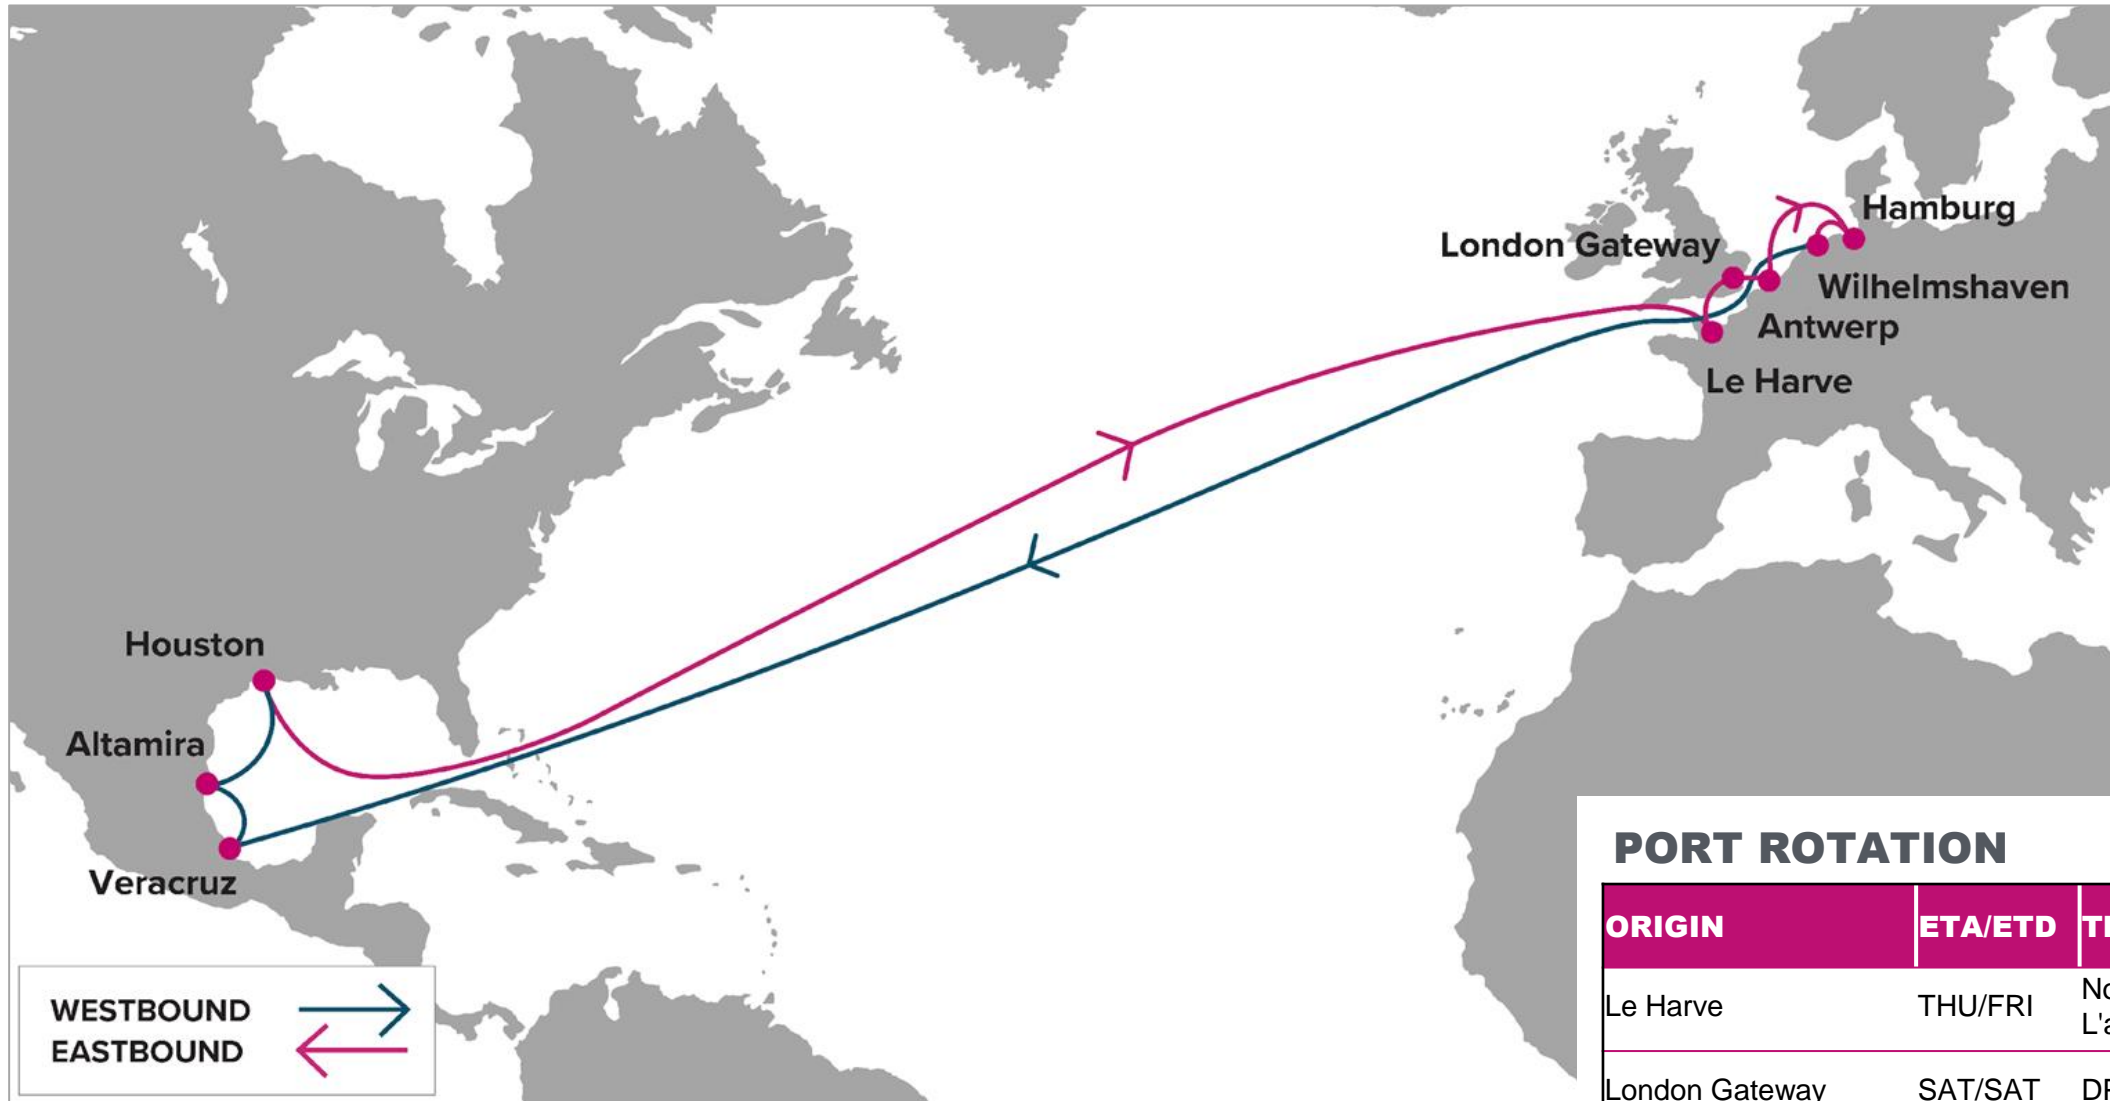 Hamburg
London Gateway
Wilhelmshaven
Antwerp
Le Harve
Houston
Altamira
Veracruz
WESTBOUND
EASTBOUND
PORT ROTATION
ORIGIN ETA/ETD
Le Harve THU/FRI
London Gateway SAT/SAT